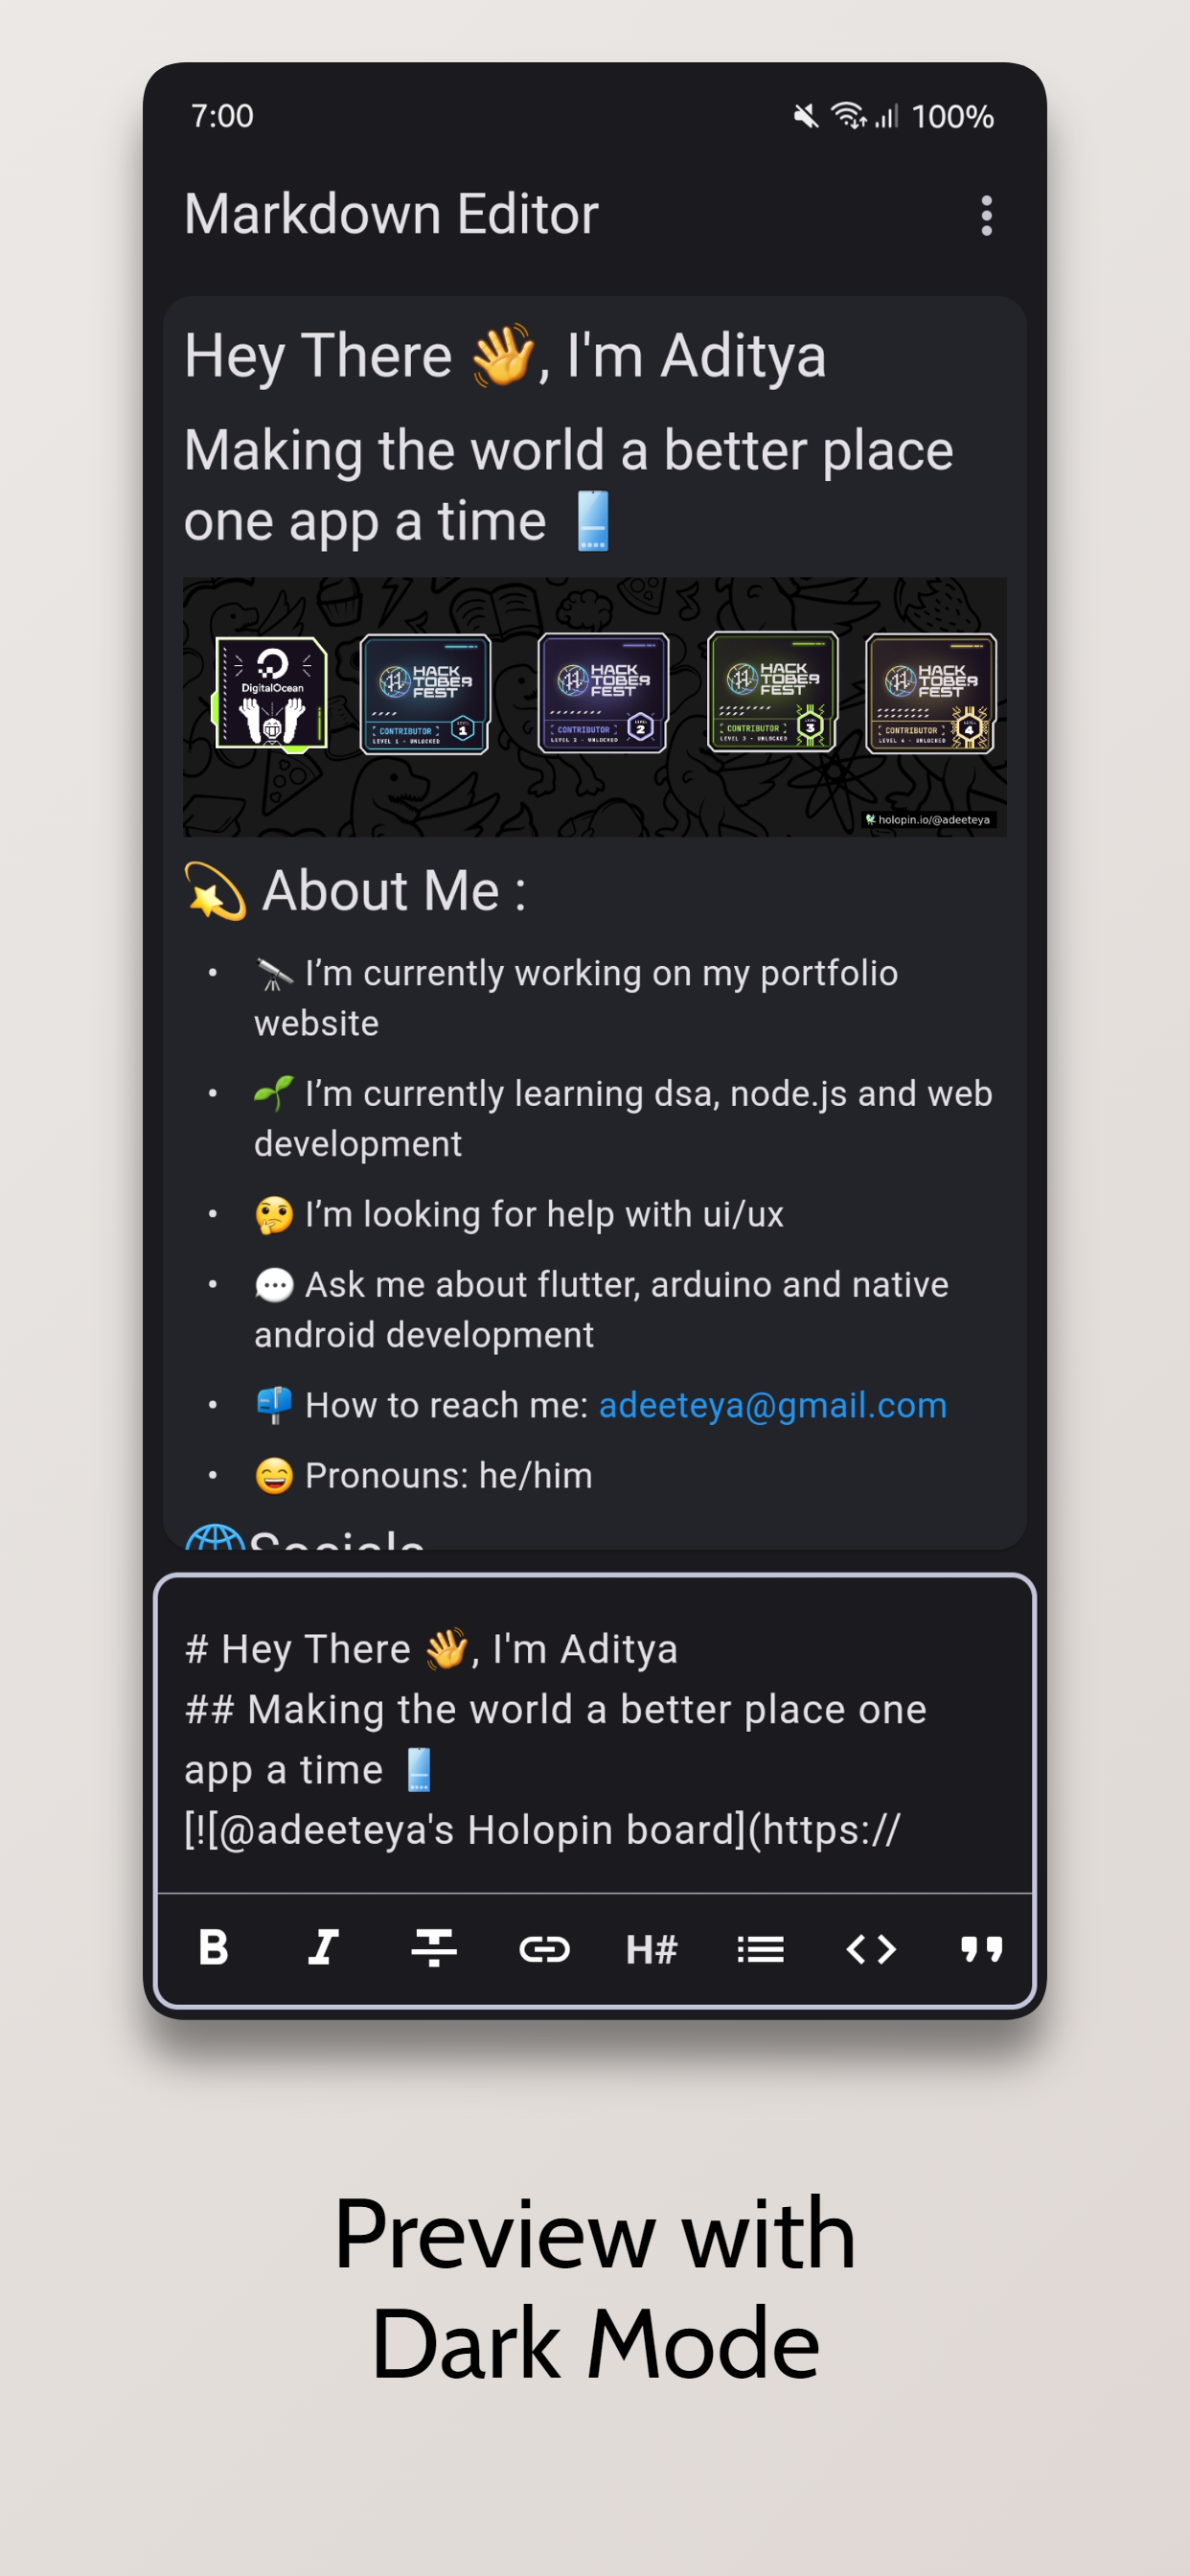 7:00
100%
Markdown Editor
Hey There 👋, I'm Aditya
Making the world a better place
one app a time 📱
DigitalOcean
HACK
TOBER
FEST
CONTRIBUTOR
LEVEL 1 - UNLOCKED
LEVEL
1
HACK
TOBER
FEST
CONTRIBUTOR
LEVEL 2 - UNLOCKED
LEVEL
2
HACK
TOBER
FEST
CONTRIBUTOR
LEVEL 3 - UNLOCKED
LEVEL
3
HACK
TOBER
FEST
CONTRIBUTOR
LEVEL 4 - UNLOCKED
LEVEL
4
holopin.io/@adeeteya
💫 About Me :
• 🔭 I’m currently working on my portfolio
website
• 🌱 I’m currently learning dsa, node.js and web
development
• 🤔 I’m looking for help with ui/ux
• 💬 Ask me about flutter, arduino and native
android development
• 📫 How to reach me: adeeteya@gmail.com
• 😄 Pronouns: he/him
🌐Socials
# Hey There 👋, I'm Aditya
## Making the world a better place one
app a time 📱
[![@adeeteya's Holopin board](https://
B I T H# < > ”
Preview with
Dark Mode